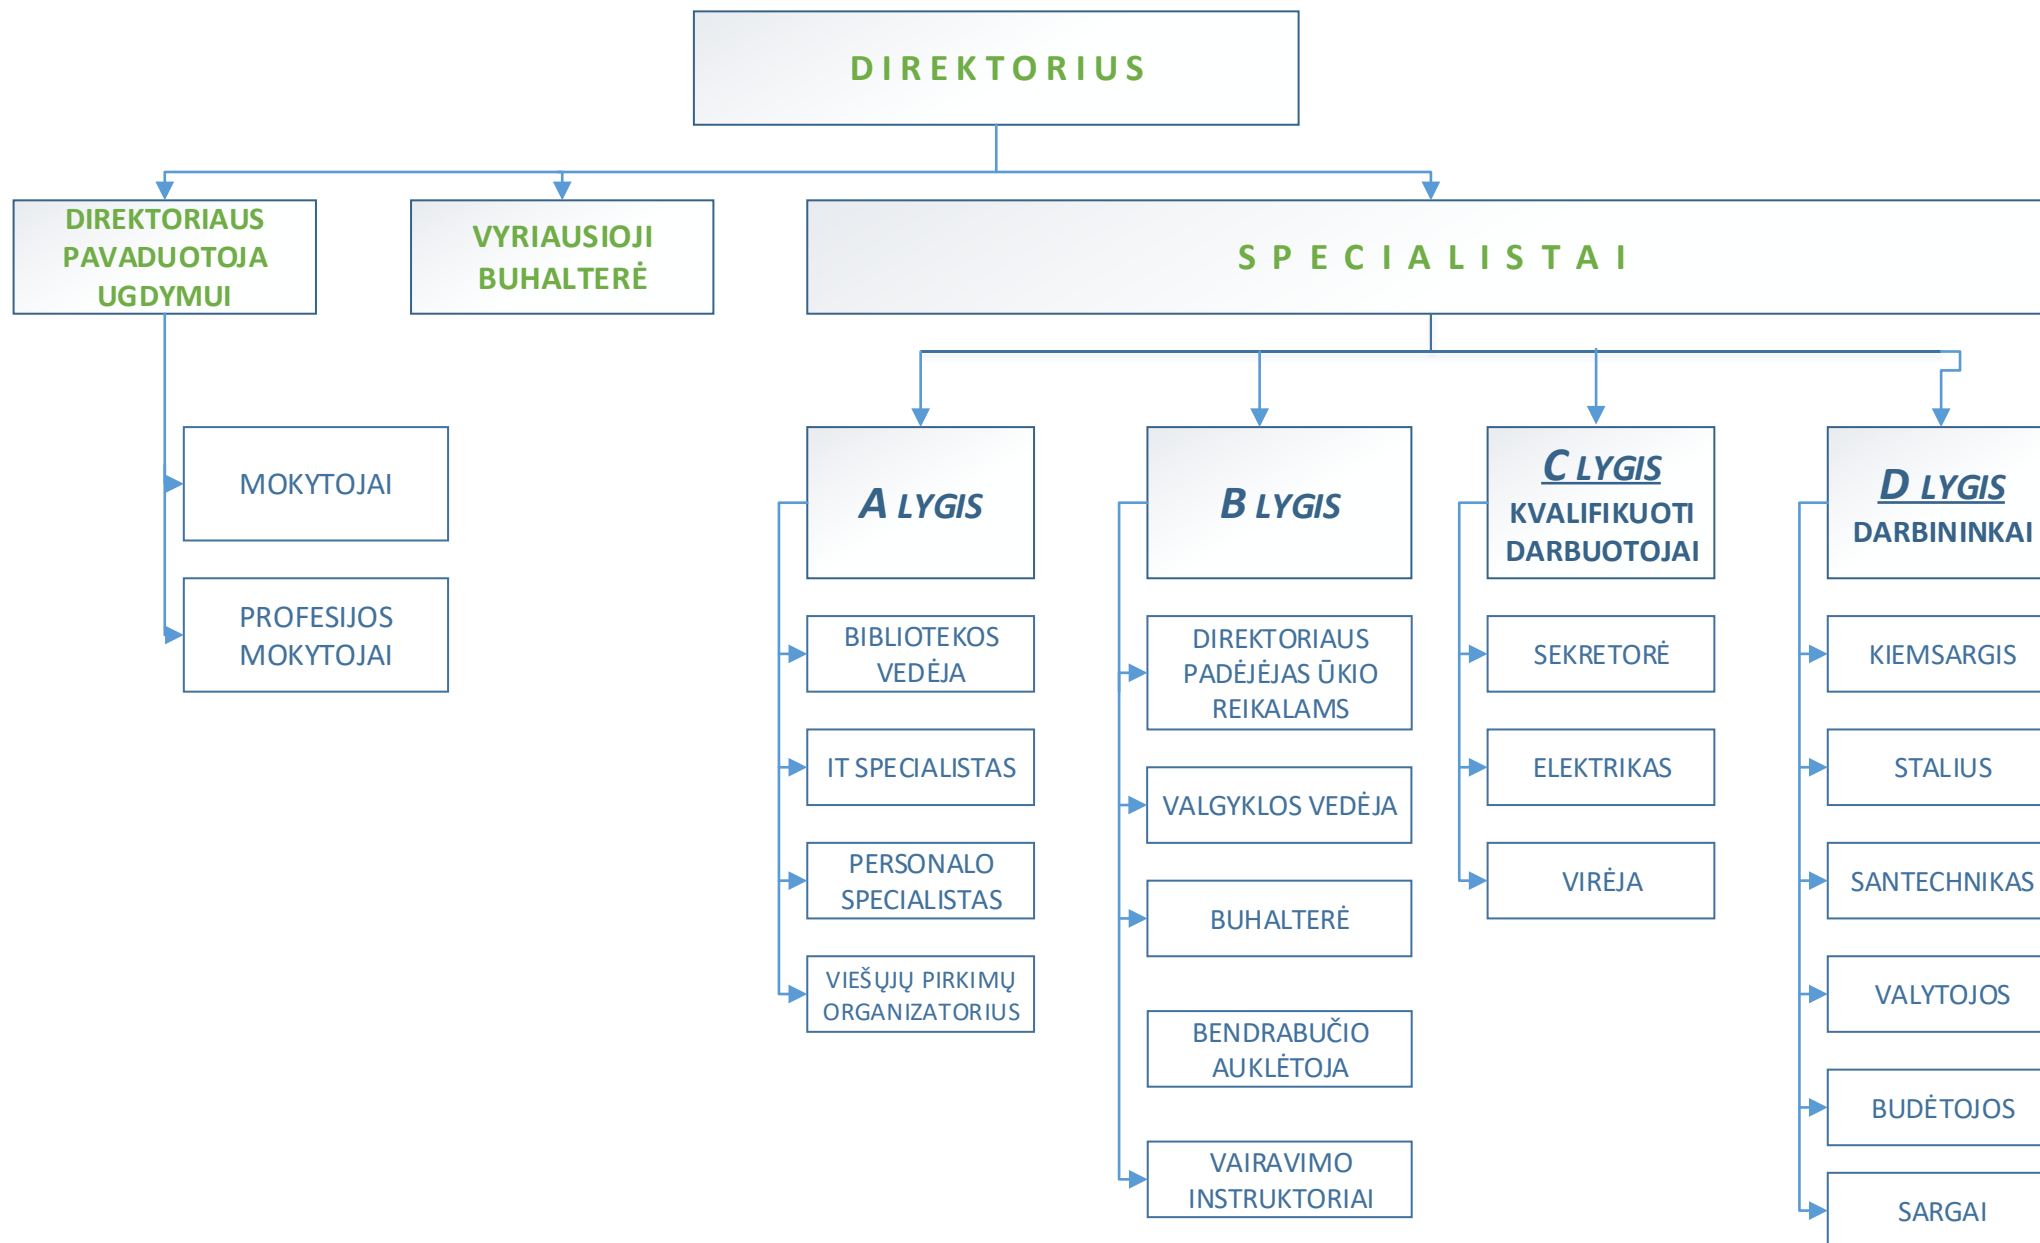 DIREKTORIUS
DIREKTORIAUS
PAVADUOTOJA
UGDYMUI
VYRIAUSIOJI
BUHALTERĖ
SPECIALISTAI
MOKYTOJAI
PROFESIJOS
MOKYTOJAI
A LYGIS
BIBLIOTEKOS
VEDĖJA
IT SPECIALISTAS
PERSONALO
SPECIALISTAS
VIEŠŲJŲ PIRKIMŲ
ORGANIZATORIUS
B LYGIS
DIREKTORIAUS
PADĖJĖJAS ŪKIO
REIKALAMS
VALGYKLOS VEDĖJA
BUHALTERĖ
BENDRABUČIO
AUKLĖTOJA
VAIRAVIMO
INSTRUKTORIAI
C LYGIS
KVALIFIKUOTI
DARBUOTOJAI
SEKRETORĖ
ELEKTRIKAS
VIRĖJA
D LYGIS
DARBININKAI
KIEMSARGIS
STALIUS
SANTECHNIKAS
VALYTOJOS
BUDĖTOJOS
SARGAI